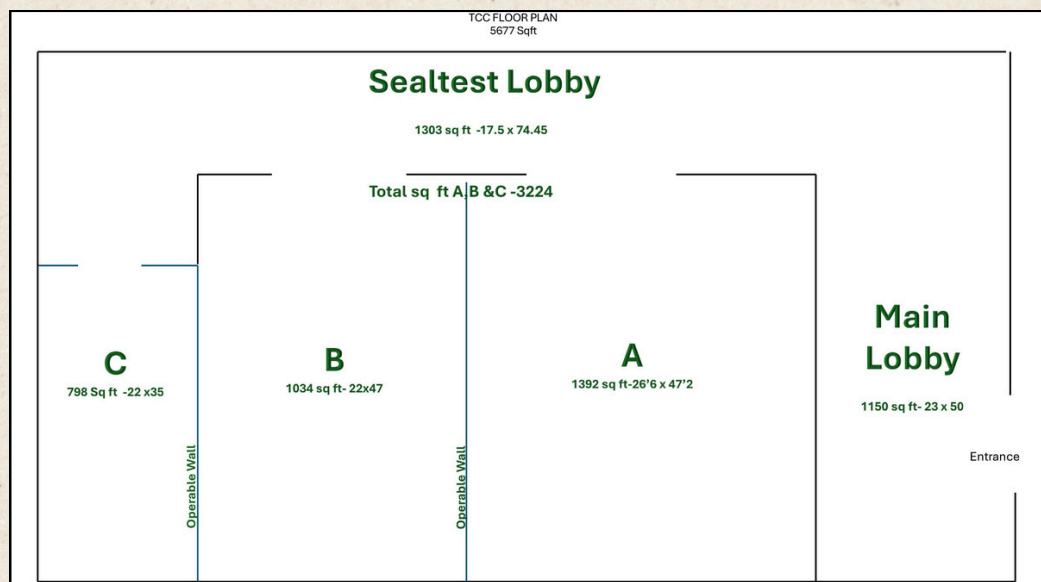 TCC FLOOR PLAN
5677 Sqft
Sealtest Lobby
1303 sq ft -17.5 x 74.45
Total sq ft A,B &C -3224
C
798 Sq ft -22 x35
B
1034 sq ft- 22x47
A
1392 sq ft-26'6 x 47'2
Main
Lobby
1150 sq ft- 23 x 50
Entrance
Operable Wall
Operable Wall